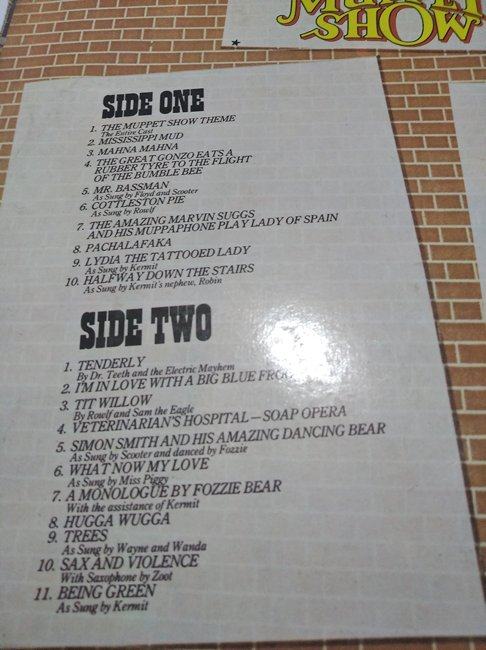 MUPPET
SHOW
SIDE ONE
1. THE MUPPET SHOW THEME
The Entire Cast
2. MISSISSIPPI MUD
3. MAHNA MAHNA
4. THE GREAT GONZO EATS A
RUBBER TYRE TO THE FLIGHT
OF THE BUMBLE BEE
5. MR. BASSMAN
As Sung by Floyd and Scooter
6. COTTLESTON PIE
As Sung by Rowlf
7. THE AMAZING MARVIN SUGGS
AND HIS MUPPAPHONE PLAY LADY OF SPAIN
8. PACHALAFAKA
9. LYDIA THE TATTOOED LADY
As Sung by Kermit
10. HALFWAY DOWN THE STAIRS
As Sung by Kermit's nephew, Robin
SIDE TWO
1. TENDERLY
By Dr. Teeth and the Electric Mayhem
2. I'M IN LOVE WITH A BIG BLUE FROG
3. TIT WILLOW
By Rowlf and Sam the Eagle
4. VETERINARIAN'S HOSPITAL—SOAP OPERA
5. SIMON SMITH AND HIS AMAZING DANCING BEAR
As Sung by Scooter and danced by Fozzie
6. WHAT NOW MY LOVE
As Sung by Miss Piggy
7. A MONOLOGUE BY FOZZIE BEAR
With the assistance of Kermit
8. HUGGA WUGGA
9. TREES
As Sung by Wayne and Wanda
10. SAX AND VIOLENCE
With Saxophone by Zoot
11. BEING GREEN
As Sung by Kermit